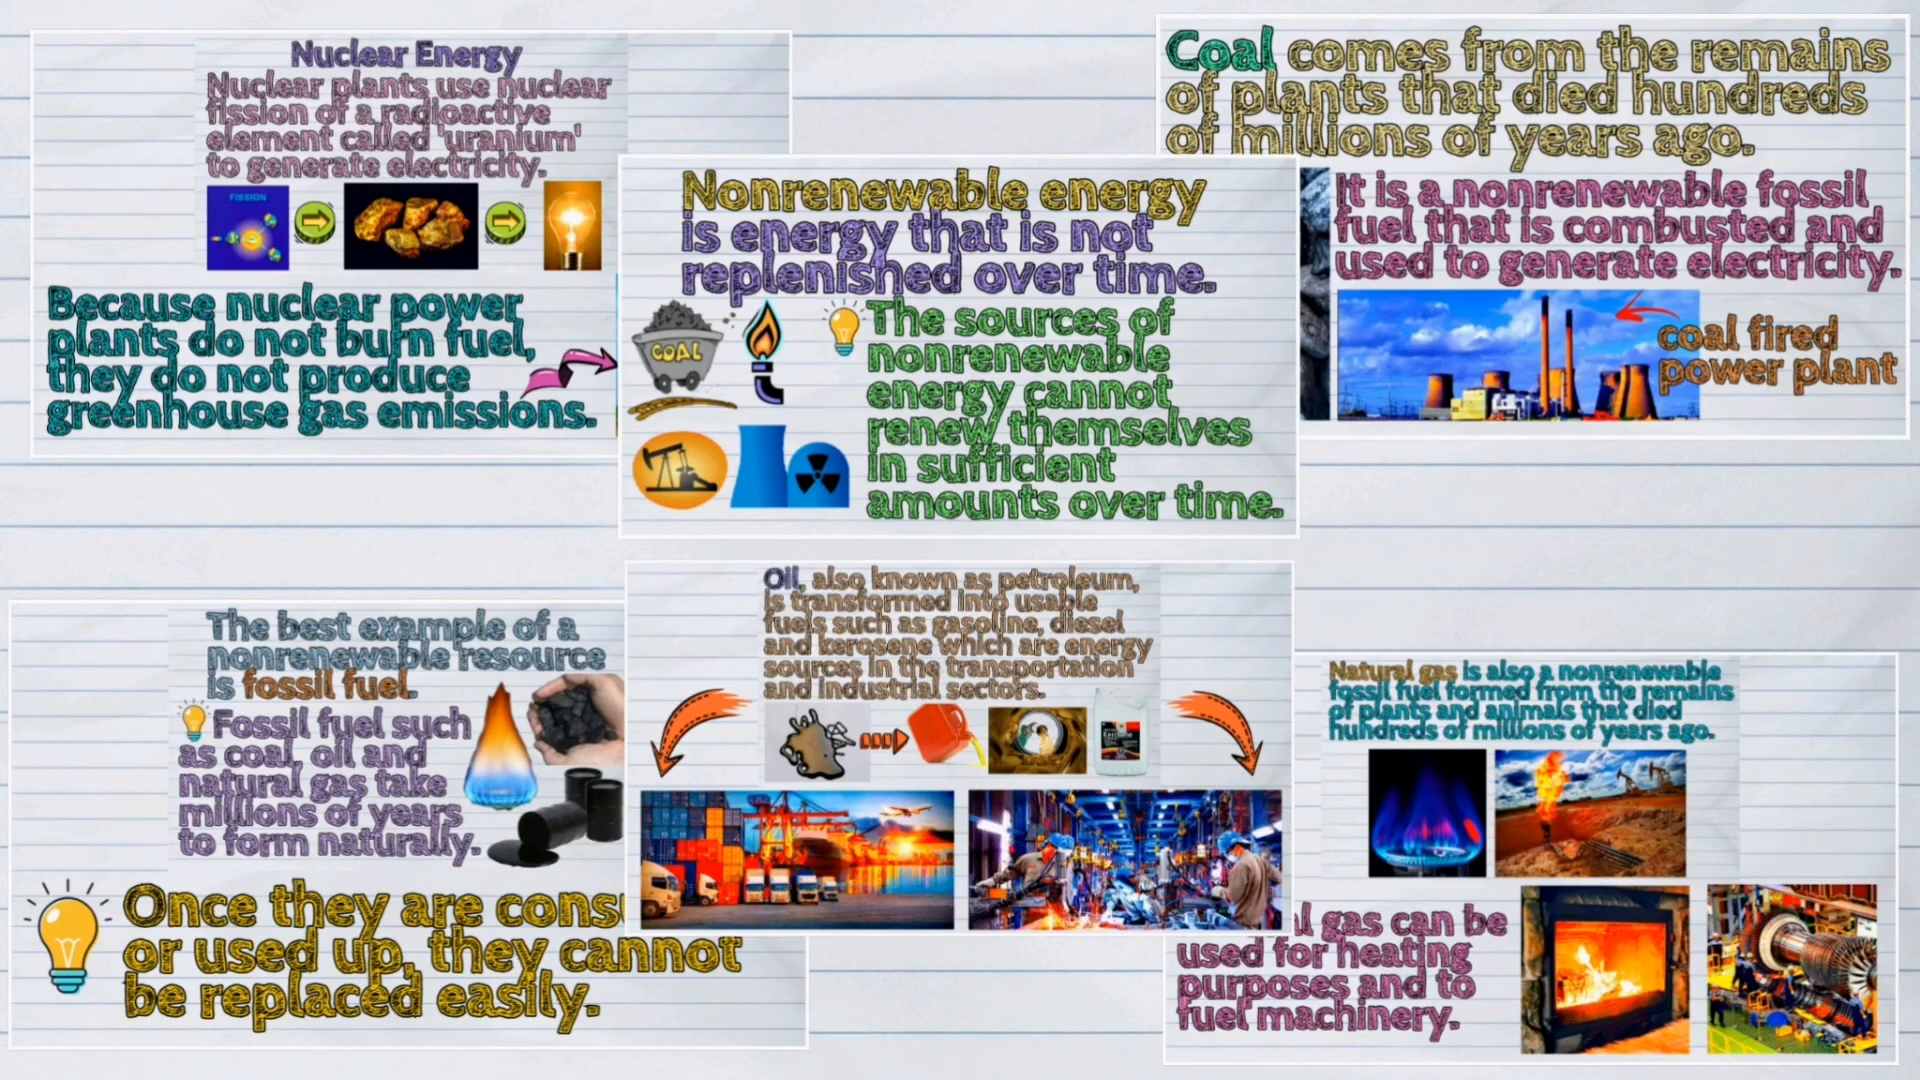 Nuclear Energy
Nuclear plants use nuclear
fission of a radioactive
element called 'uranium'
to generate electricity.
FISSION
Because nuclear power
plants do not burn fuel,
they do not produce
greenhouse gas emissions.
Nonrenewable energy
is energy that is not
replenished over time.
COAL
The sources of
nonrenewable
energy cannot
renew themselves
in sufficient
amounts over time.
Coal comes from the remains
of plants that died hundreds
of millions of years ago.
It is a nonrenewable fossil
fuel that is combusted and
used to generate electricity.
coal fired
power plant
The best example of a
nonrenewable resource
is fossil fuel.
Fossil fuel such
as coal, oil and
natural gas take
millions of years
to form naturally.
Once they are
or used up, they cannot
be replaced easily.
Oil, also known as petroleum,
is transformed into usable
fuels such as gasoline, diesel
and kerosene which are energy
sources in the transportation
and industrial sectors.
Kerosene
Natural gas is also a nonrenewable
fossil fuel formed from the remains
of plants and animals that died
hundreds of millions of years ago.
gas can be
used for heating
purposes and to
fuel machinery.